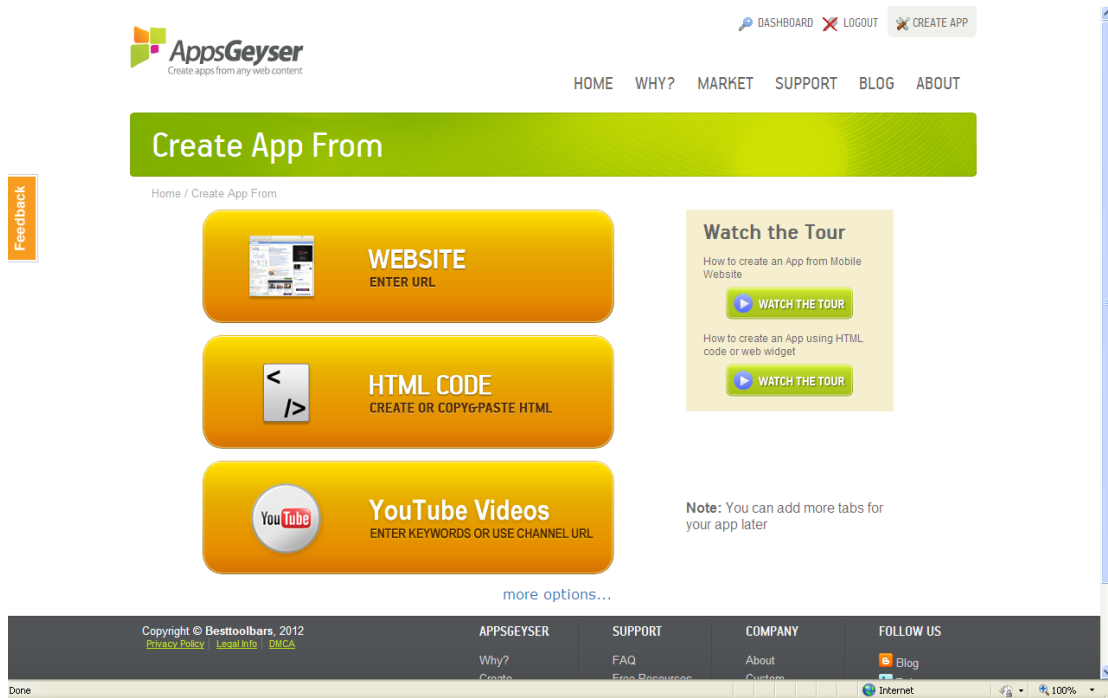 DASHBOARD LOGOUT CREATE APP
AppsGeyser
Create apps from any web content
HOME WHY? MARKET SUPPORT BLOG ABOUT
Create App From
Home / Create App From
Feedback
WEBSITE
ENTER URL
HTML CODE
CREATE OR COPY&PASTE HTML
YouTube
YouTube Videos
ENTER KEYWORDS OR USE CHANNEL URL
more options...
Watch the Tour
How to create an App from Mobile
Website
WATCH THE TOUR
How to create an App using HTML
code or web widget
WATCH THE TOUR
Note: You can add more tabs for
your app later
Copyright © Besttoolbars, 2012
Privacy Policy | Legal Info | DMCA
APPSGEYSER
Why?
Create
SUPPORT
FAQ
Free Resources
COMPANY
About
Custom
FOLLOW US
Blog
Done Internet 100%